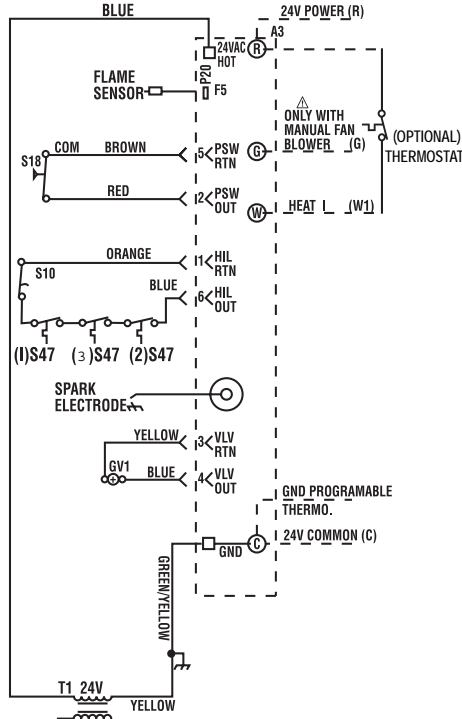 BLUE
24V POWER (R)
A3
24VAC
HOT
R
P20
FLAME
SENSOR
F5
ONLY WITH
MANUAL FAN
BLOWER (G)
G
(OPTIONAL)
THERMOSTAT
COM BROWN
5 PSW
RTN
S18
RED
2 PSW
OUT
W
HEAT I (W1)
ORANGE
11 HIL
RTN
S10
BLUE
6 HIL
OUT
(1)S47 (3)S47 (2)S47
SPARK
ELECTRODE
YELLOW
3 VLV
RTN
GV1
BLUE
4 VLV
OUT
GND PROGRAMABLE
THERMO.
24V COMMON (C)
GND
C
GREEN/YELLOW
T1 24V
YELLOW